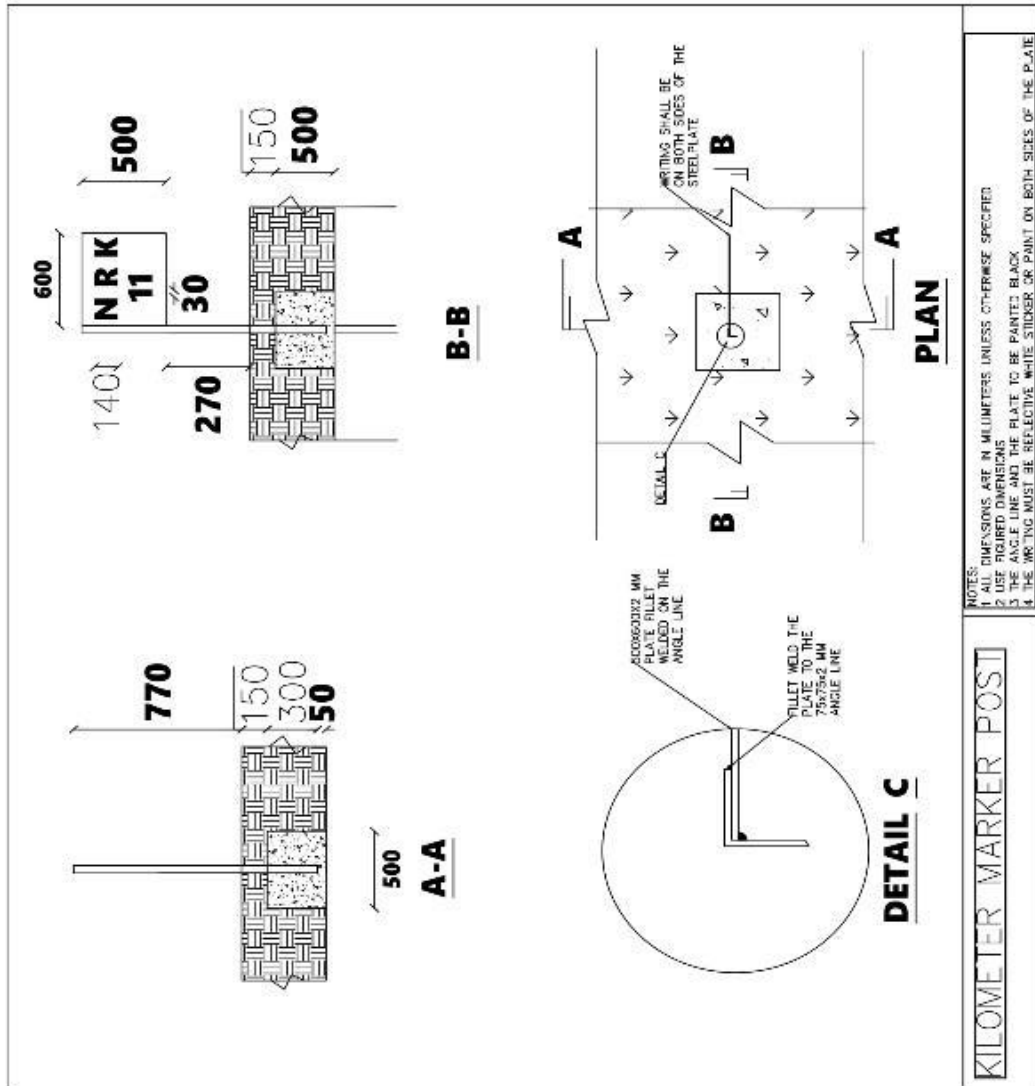 770
150
300
50
500
A-A
500
600
N R K
11
30
140
270
150
500
B-B
500X600X2 MM
PLATE FILLET
WELDED ON THE
ANGLE LINE
FILLET WELD THE
PLATE TO THE
75x75x2 MM
ANGLE LINE
DETAIL C
WRITING SHALL BE
ON BOTH SIDES OF THE
STEELPLATE
DETAIL C
A
A
B
B
PLAN
KILOMETER MARKER POST
NOTES:
1 ALL DIMENSIONS ARE IN MILLIMETERS UNLESS OTHERWISE SPECIFIED
2 USE FIGURED DIMENSIONS
3 THE ANGLE LINE AND THE PLATE TO BE PAINTED BLACK
4 THE WRITING MUST BE REFLECTIVE WHITE STICKER OR PAINT ON BOTH SIDES OF THE PLATE